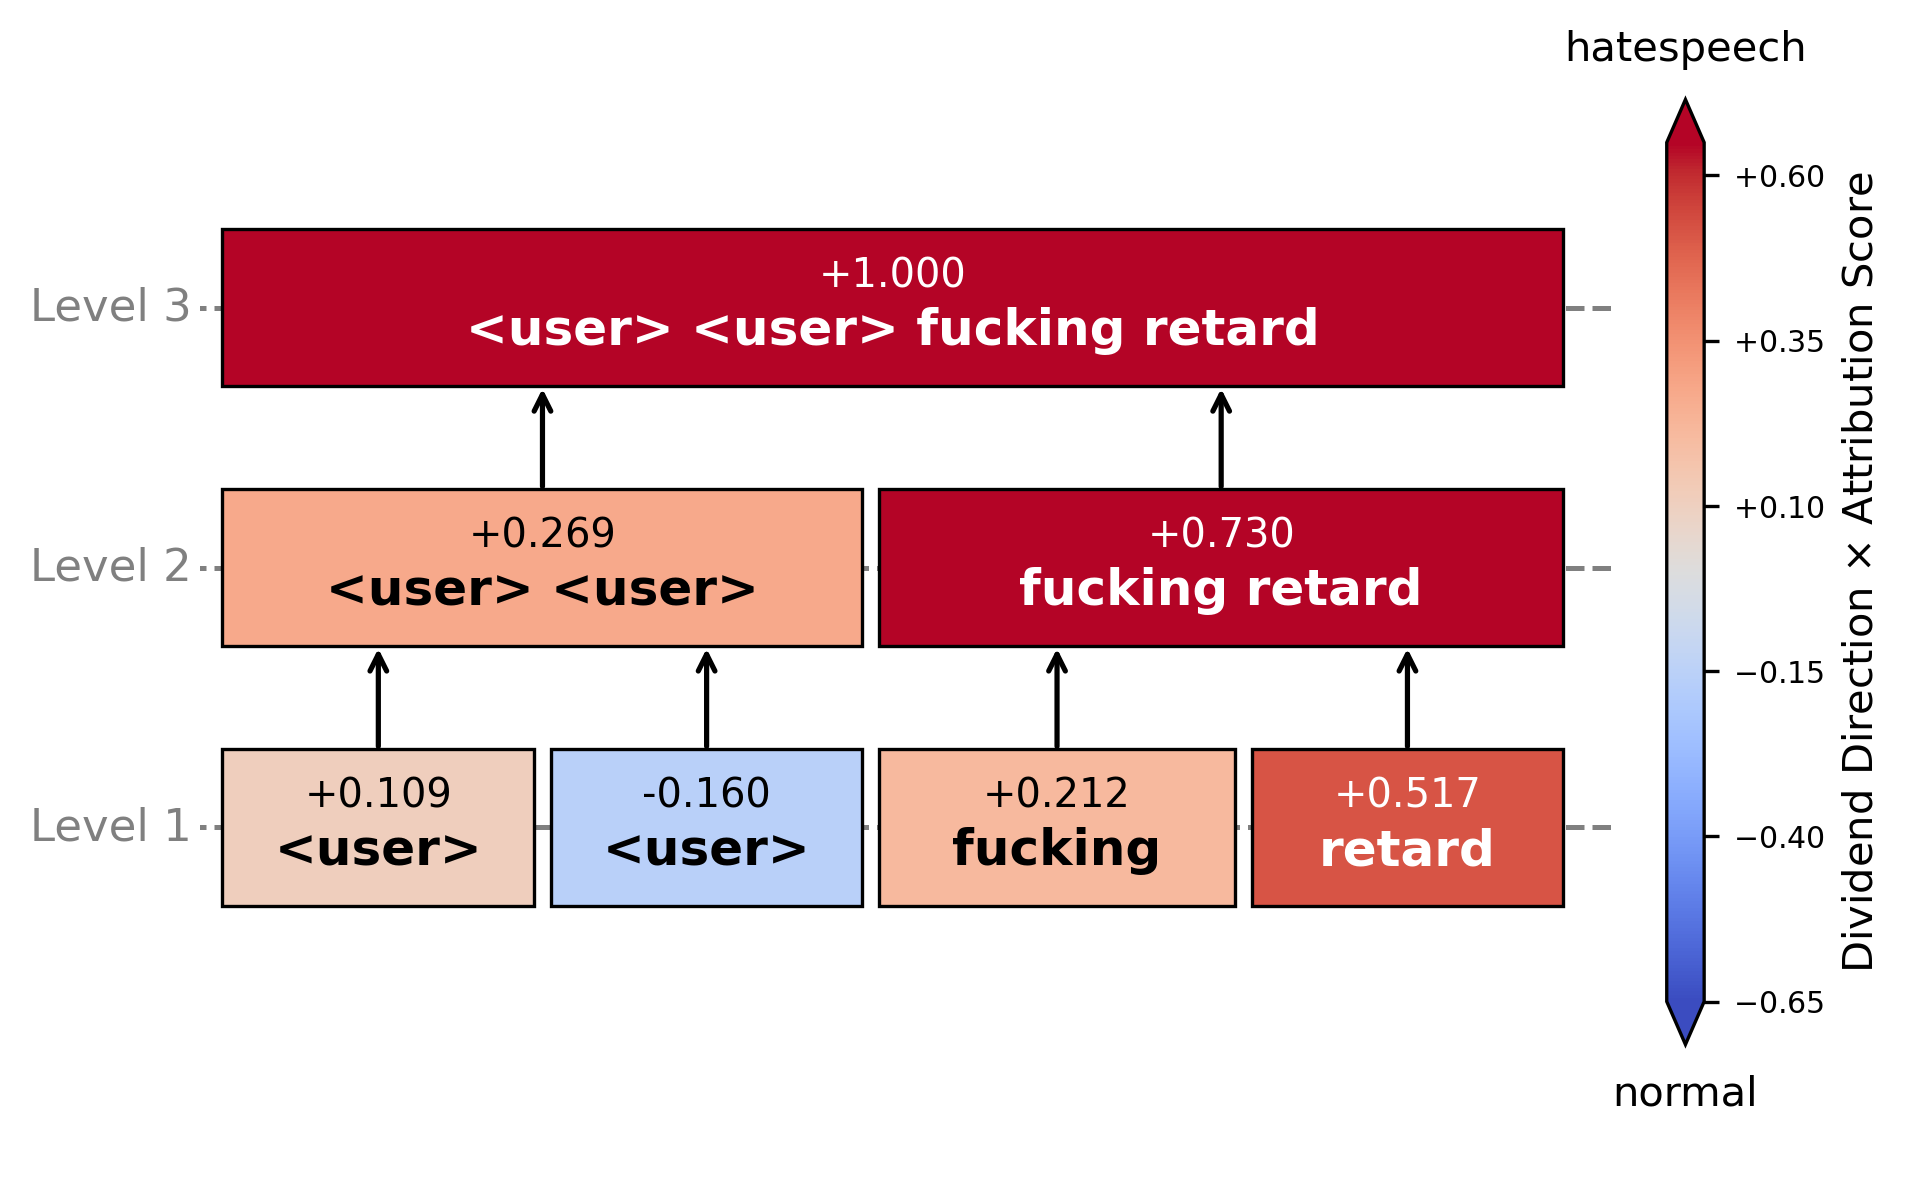 hatespeech
Level 3
+1.000
<user> <user> fucking retard
Level 2
+0.269
<user> <user>
+0.730
fucking retard
Level 1
+0.109
<user>
-0.160
<user>
+0.212
fucking
+0.517
retard
+0.60
+0.35
+0.10
−0.15
−0.40
−0.65
Dividend Direction × Attribution Score
normal